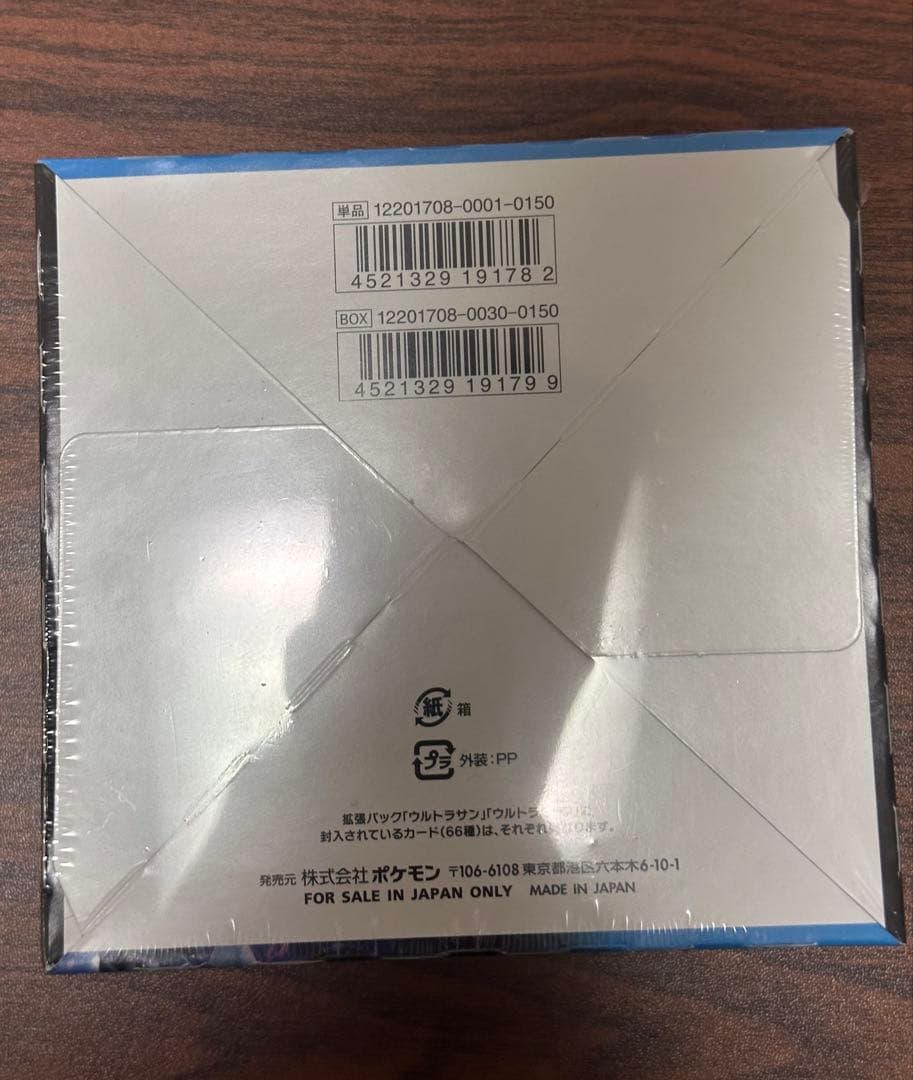 単品 12201708-0001-0150
4521329 19178 2
BOX 12201708-0030-0150
4521329 19179 9
紙 箱
プラ 外装:PP
拡張パック「ウルトラサン」「ウルトラ
封入されているカード(66種)は、それぞれ ります。
発売元 株式会社ポケモン 〒106-6108 東京都港区六本木6-10-1
FOR SALE IN JAPAN ONLY MADE IN JAPAN